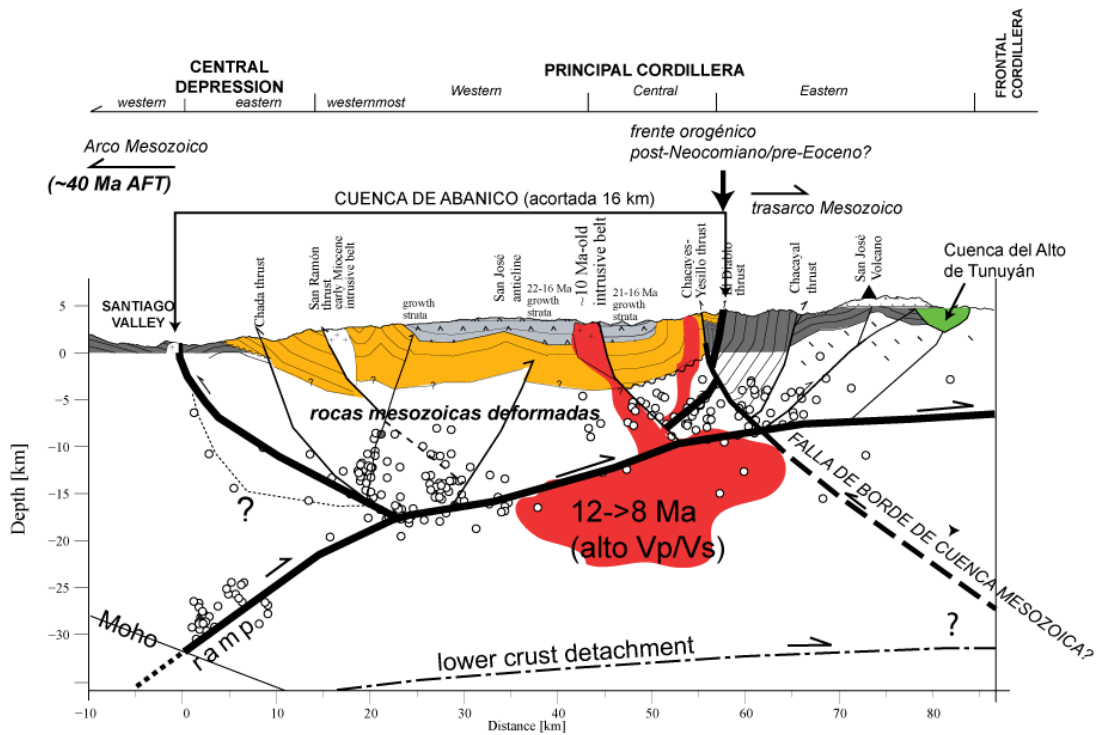 FRONTAL
CORDILLERA
CENTRAL
DEPRESSION
PRINCIPAL CORDILLERA
western
eastern
westernmost
Western
Central
Eastern
Arco Mesozoico
(~40 Ma AFT)
frente orogénico
post-Neocomiano/pre-Eoceno?
CUENCA DE ABANICO (acortada 16 km)
trasarco Mesozoico
Cuenca del Alto
de Tunuyán
SANTIAGO
VALLEY
Chada thrust
San Ramón
thrust
early Miocene
intrusive belt
growth
strata
San José
anticline
22-16 Ma
growth
strata
~10 Ma-old
intrusive belt
21-16 Ma
growth
strata
Chacayes-
Yesillo thrust
El Diablo
thrust
Chacayal
thrust
San José
Volcano
5
0
−5
−10
−15
−20
−25
−30
Depth [km]
?
?
?
?
rocas mesozoicas deformadas
?
12->8 Ma
(alto Vp/Vs)
FALLA DE BORDE DE CUENCA MESOZOICA?
?
Moho
ramp
lower crust detachment
−10
0
10
20
30
40
50
60
70
80
Distance [km]